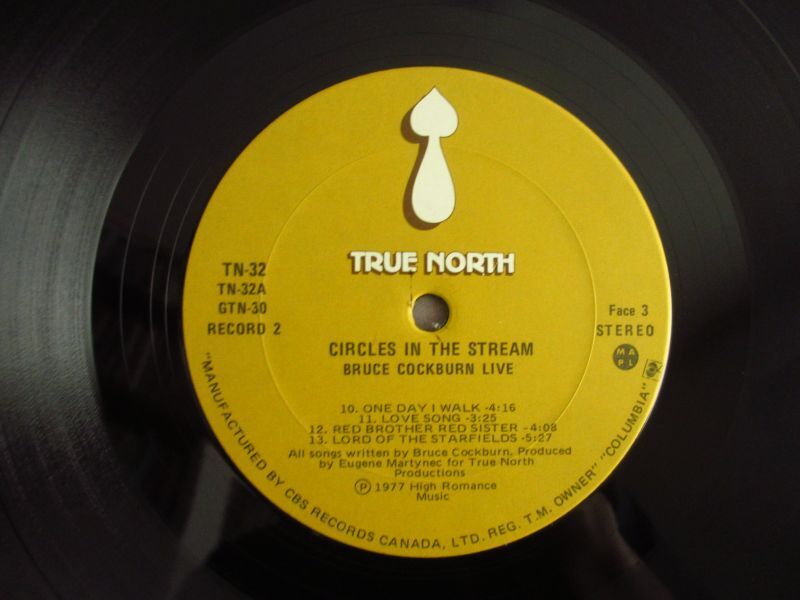 TRUE NORTH
TN-32
TN-32A
GTN-30
RECORD 2
Face 3
STEREO
M A
P L
CIRCLES IN THE STREAM
BRUCE COCKBURN LIVE
10. ONE DAY I WALK -4:16
11. LOVE SONG -3:25
12. RED BROTHER RED SISTER -4:08
13. LORD OF THE STARFIELDS -5:27
All songs written by Bruce Cockburn, Produced
by Eugene Martynec for True North
Productions
Ⓟ 1977 High Romance
Music
"MANUFACTURED BY CBS RECORDS CANADA, LTD. REG. T.M. OWNER" "COLUMBIA"